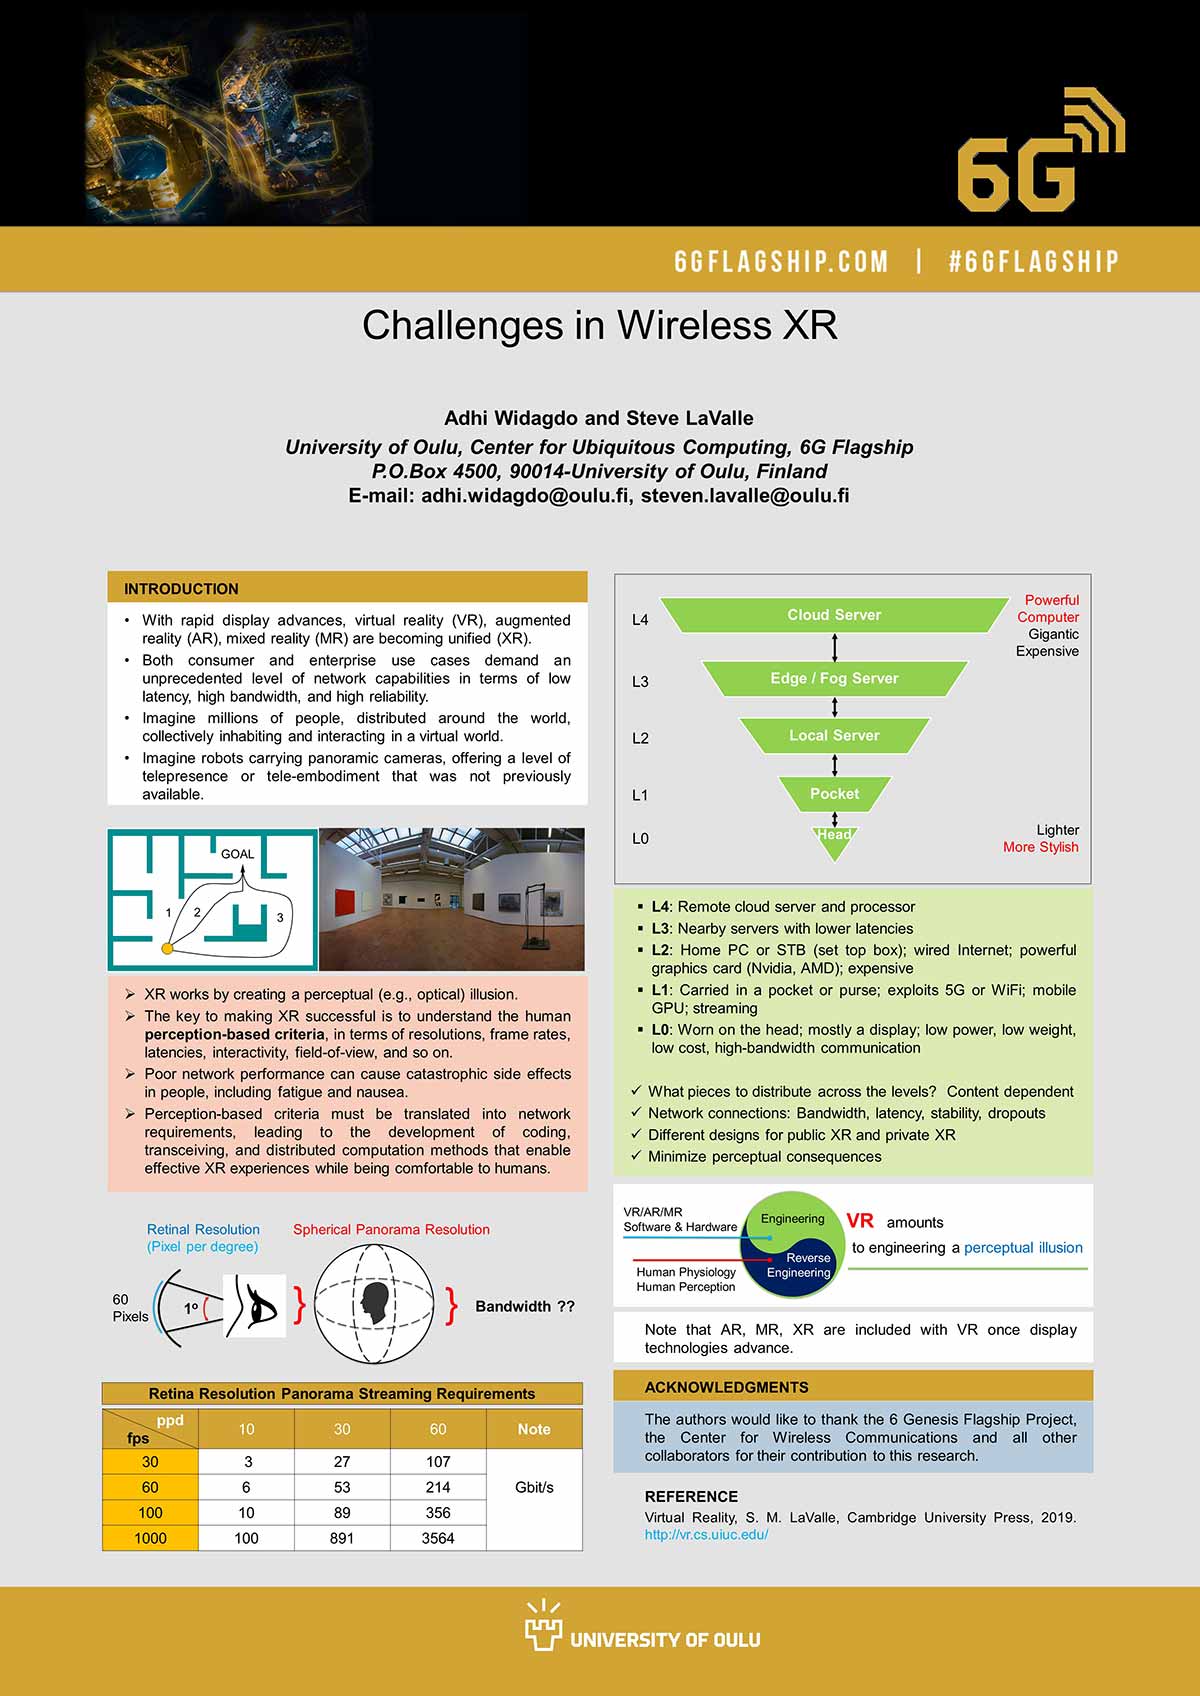 6G
6GFLAGSHIP.COM | #6GFLAGSHIP
Challenges in Wireless XR
Adhi Widagdo and Steve LaValle
University of Oulu, Center for Ubiquitous Computing, 6G Flagship
P.O.Box 4500, 90014-University of Oulu, Finland
E-mail: adhi.widagdo@oulu.fi, steven.lavalle@oulu.fi
INTRODUCTION
• With rapid display advances, virtual reality (VR), augmented
reality (AR), mixed reality (MR) are becoming unified (XR).
• Both consumer and enterprise use cases demand an
unprecedented level of network capabilities in terms of low
latency, high bandwidth, and high reliability.
• Imagine millions of people, distributed around the world,
collectively inhabiting and interacting in a virtual world.
• Imagine robots carrying panoramic cameras, offering a level of
telepresence or tele-embodiment that was not previously
available.
GOAL
1 2 3
➢ XR works by creating a perceptual (e.g., optical) illusion.
➢ The key to making XR successful is to understand the human
perception-based criteria, in terms of resolutions, frame rates,
latencies, interactivity, field-of-view, and so on.
➢ Poor network performance can cause catastrophic side effects
in people, including fatigue and nausea.
➢ Perception-based criteria must be translated into network
requirements, leading to the development of coding,
transceiving, and distributed computation methods that enable
effective XR experiences while being comfortable to humans.
Retinal Resolution
(Pixel per degree)
Spherical Panorama Resolution
60
Pixels
1º
} } Bandwidth ??
Retina Resolution Panorama Streaming Requirements
ppd
fps 10 30 60 Note
30 3 27 107
60 6 53 214 Gbit/s
100 10 89 356
1000 100 891 3564
L4 Cloud Server
Powerful
Computer
Gigantic
Expensive
L3 Edge / Fog Server
L2 Local Server
L1 Pocket
L0 Head
Lighter
More Stylish
▪ L4: Remote cloud server and processor
▪ L3: Nearby servers with lower latencies
▪ L2: Home PC or STB (set top box); wired Internet; powerful
graphics card (Nvidia, AMD); expensive
▪ L1: Carried in a pocket or purse; exploits 5G or WiFi; mobile
GPU; streaming
▪ L0: Worn on the head; mostly a display; low power, low weight,
low cost, high-bandwidth communication
✓ What pieces to distribute across the levels? Content dependent
✓ Network connections: Bandwidth, latency, stability, dropouts
✓ Different designs for public XR and private XR
✓ Minimize perceptual consequences
VR/AR/MR
Software & Hardware
Human Physiology
Human Perception
Engineering
Reverse
Engineering
VR amounts
to engineering a perceptual illusion
Note that AR, MR, XR are included with VR once display
technologies advance.
ACKNOWLEDGMENTS
The authors would like to thank the 6 Genesis Flagship Project,
the Center for Wireless Communications and all other
collaborators for their contribution to this research.
REFERENCE
Virtual Reality, S. M. LaValle, Cambridge University Press, 2019.
http://vr.cs.uiuc.edu/
UNIVERSITY OF OULU